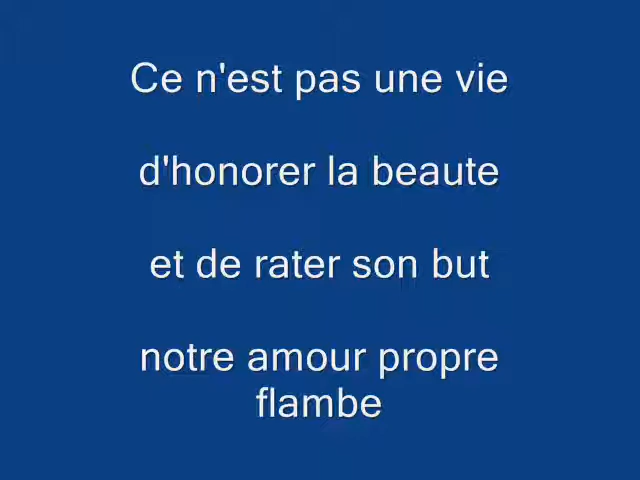 Ce n'est pas une vie
d'honorer la beaute
et de rater son but
notre amour propre
flambe